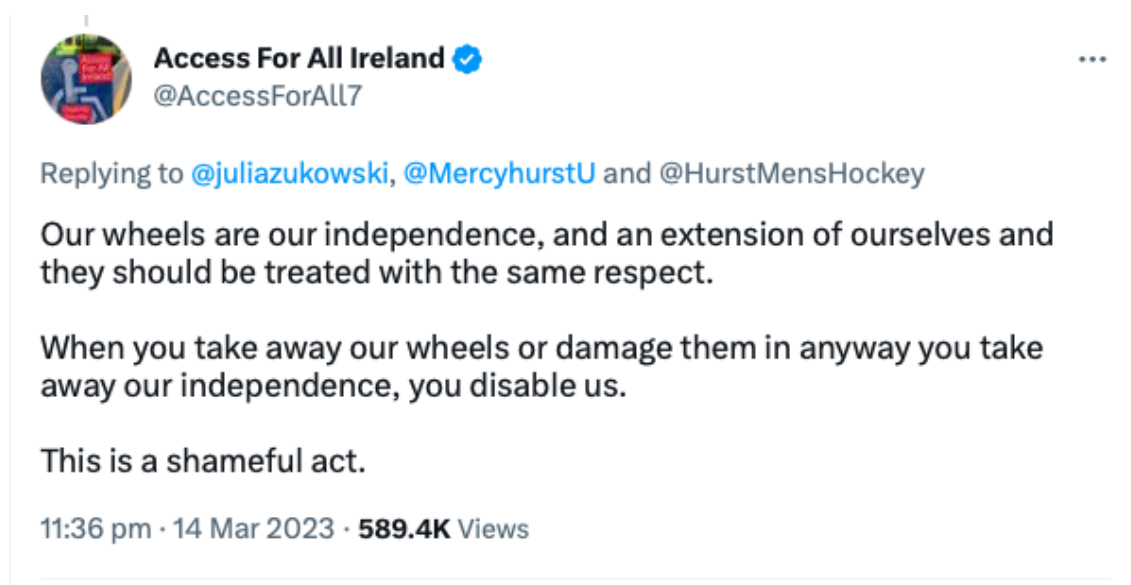 Access For All Ireland
@AccessForAll7
Replying to @juliazukowski, @MercyhurstU and @HurstMensHockey
Our wheels are our independence, and an extension of ourselves and
they should be treated with the same respect.
When you take away our wheels or damage them in anyway you take
away our independence, you disable us.
This is a shameful act.
11:36 pm · 14 Mar 2023 · 589.4K Views